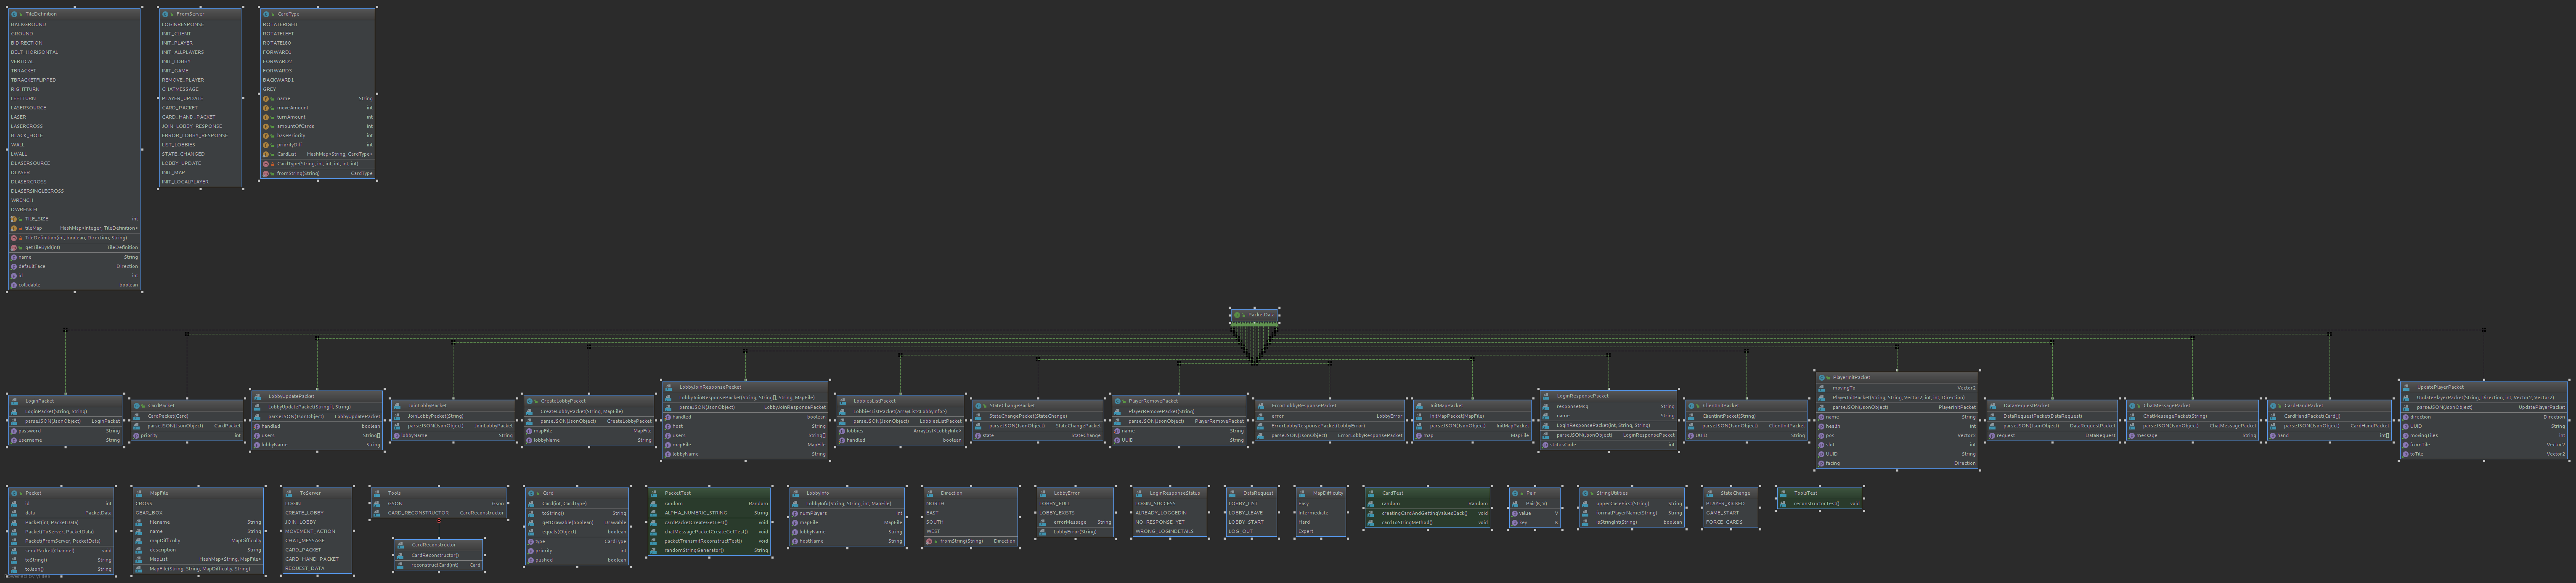 TileDefinition
BACKGROUND
GROUND
BIDIRECTION
BELT_HORISONTAL
VERTICAL
TBRACKET
TBRACKETFLIPPED
RIGHTTURN
LEFTTURN
LASERSOURCE
LASER
LASERCROSS
BLACK_HOLE
WALL
LWALL
DLASERSOURCE
DLASER
DLASERCROSS
DLASERSINGLECROSS
WRENCH
DWRENCH
TILE_SIZE int
tileMap HashMap<Integer, TileDefinition>
TileDefinition(int, boolean, Direction, String)
getTileById(int) TileDefinition
name String
defaultFace Direction
id int
collidable boolean
FromServer
LOGINRESPONSE
INIT_CLIENT
INIT_PLAYER
INIT_ALLPLAYERS
INIT_LOBBY
INIT_GAME
REMOVE_PLAYER
CHATMESSAGE
PLAYER_UPDATE
CARD_PACKET
CARD_HAND_PACKET
JOIN_LOBBY_RESPONSE
ERROR_LOBBY_RESPONSE
LIST_LOBBIES
STATE_CHANGED
LOBBY_UPDATE
INIT_MAP
INIT_LOCALPLAYER
CardType
ROTATERIGHT
ROTATELEFT
ROTATE180
FORWARD1
FORWARD2
FORWARD3
BACKWARD1
GREY
name String
moveAmount int
turnAmount int
amountOfCards int
basePriority int
priorityDiff int
CardList HashMap<String, CardType>
CardType(String, int, int, int, int, int)
fromString(String) CardType
PacketData
LoginPacket
LoginPacket(String, String)
parseJSON(JsonObject) LoginPacket
password String
username String
CardPacket
CardPacket(Card)
parseJSON(JsonObject) CardPacket
priority int
LobbyUpdatePacket
LobbyUpdatePacket(String[], String)
parseJSON(JsonObject) LobbyUpdatePacket
handled boolean
users String[]
lobbyName String
JoinLobbyPacket
JoinLobbyPacket(String)
parseJSON(JsonObject) JoinLobbyPacket
lobbyName String
CreateLobbyPacket
CreateLobbyPacket(String, MapFile)
parseJSON(JsonObject) CreateLobbyPacket
mapFile MapFile
lobbyName String
LobbyJoinResponsePacket
LobbyJoinResponsePacket(String, String[], String, MapFile)
parseJSON(JsonObject) LobbyJoinResponsePacket
handled boolean
host String
users String[]
mapFile MapFile
lobbyName String
LobbiesListPacket
LobbiesListPacket(ArrayList<LobbyInfo>)
parseJSON(JsonObject) LobbiesListPacket
lobbies ArrayList<LobbyInfo>
handled boolean
StateChangePacket
StateChangePacket(StateChange)
parseJSON(JsonObject) StateChangePacket
state StateChange
PlayerRemovePacket
PlayerRemovePacket(String)
parseJSON(JsonObject) PlayerRemovePacket
name String
UUID String
ErrorLobbyResponsePacket
error LobbyError
ErrorLobbyResponsePacket(LobbyError)
parseJSON(JsonObject) ErrorLobbyResponsePacket
InitMapPacket
InitMapPacket(MapFile)
parseJSON(JsonObject) InitMapPacket
map MapFile
LoginResponsePacket
responseMsg String
name String
LoginResponsePacket(int, String, String)
parseJSON(JsonObject) LoginResponsePacket
statusCode int
ClientInitPacket
ClientInitPacket(String)
parseJSON(JsonObject) ClientInitPacket
UUID String
PlayerInitPacket
movingTo Vector3
PlayerInitPacket(String, String, Vector2, int, int, Direction)
parseJSON(JsonObject) PlayerInitPacket
name String
health int
pos Vector2
slot int
UUID String
facing Direction
DataRequestPacket
DataRequestPacket(DataRequest)
parseJSON(JsonObject) DataRequestPacket
request DataRequest
ChatMessagePacket
ChatMessagePacket(String)
parseJSON(JsonObject) ChatMessagePacket
message String
CardHandPacket
CardHandPacket(Card[])
parseJSON(JsonObject) CardHandPacket
hand int[]
UpdatePlayerPacket
UpdatePlayerPacket(String, Direction, int, Vector2, Vector2)
parseJSON(JsonObject) UpdatePlayerPacket
direction Direction
UUID String
movingTiles int
fromTile Vector2
toTile Vector2
Packet
id int
data PacketData
Packet(int, PacketData)
Packet(ToServer, PacketData)
Packet(FromServer, PacketData)
sendPacket(Channel) void
toString() String
toJson() String
MapFile
CROSS
GEAR_BOX
filename String
name String
mapDifficulty MapDifficulty
description String
MapList HashMap<String, MapFile>
MapFile(String, String, MapDifficulty, String)
ToServer
LOGIN
CREATE_LOBBY
JOIN_LOBBY
MOVEMENT_ACTION
CHAT_MESSAGE
CARD_PACKET
CARD_HAND_PACKET
REQUEST_DATA
Tools
GSON Gson
CARD_RECONSTRUCTOR CardReconstructor
CardReconstructor
CardReconstructor()
reconstructCard(int) Card
Card
Card(int, CardType)
toString() String
getDrawable(boolean) Drawable
equals(Object) boolean
type CardType
priority int
pushed boolean
PacketTest
random Random
ALPHA_NUMERIC_STRING String
cardPacketCreateGetTest() void
chatMessagePacketCreateGetTest() void
packetTransmitReconstructTest() void
randomStringGenerator() String
LobbyInfo
LobbyInfo(String, String, int, MapFile)
numPlayers int
mapFile MapFile
lobbyName String
hostName String
Direction
NORTH
EAST
SOUTH
WEST
fromString(String) Direction
LobbyError
LOBBY_FULL
LOBBY_EXISTS
errorMessage String
LobbyError(String)
LoginResponseStatus
LOGIN_SUCCESS
ALREADY_LOGGEDIN
NO_RESPONSE_YET
WRONG_LOGINDETAILS
DataRequest
LOBBY_LIST
LOBBY_LEAVE
LOBBY_START
LOG_OUT
MapDifficulty
Easy
Intermediate
Hard
Expert
CardTest
random Random
creatingCardAndGettingValuesBack() void
cardToStringMethod() void
Pair
Pair(K, V)
value V
key K
StringUtilities
upperCaseFirst(String) String
formatPlayerName(String) String
isStringInt(String) boolean
StateChange
PLAYER_KICKED
GAME_START
FORCE_CARDS
ToolsTest
reconstructorTest() void
Powered by yFiles